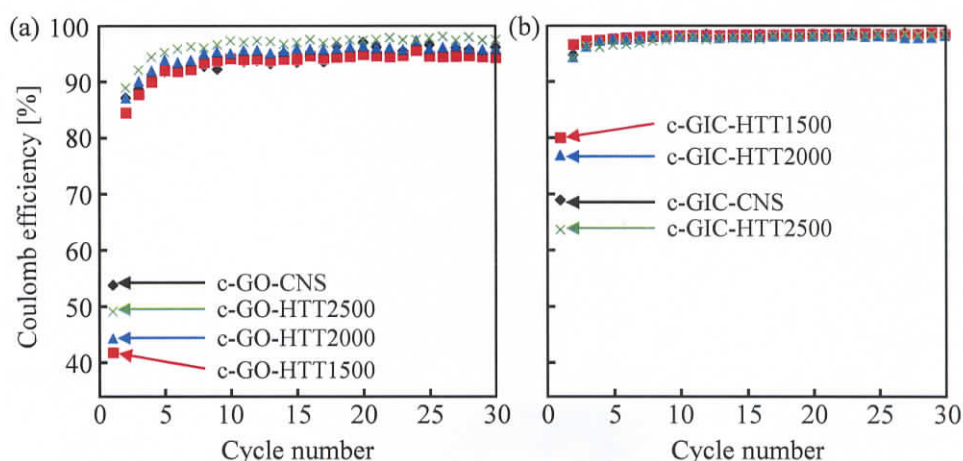 (a)
100
90
80
70
60
50
40
Coulomb efficiency [%]
c-GO-CNS
c-GO-HTT2500
c-GO-HTT2000
c-GO-HTT1500
0 5 10 15 20 25 30
Cycle number
(b)
c-GIC-HTT1500
c-GIC-HTT2000
c-GIC-CNS
c-GIC-HTT2500
0 5 10 15 20 25 30
Cycle number